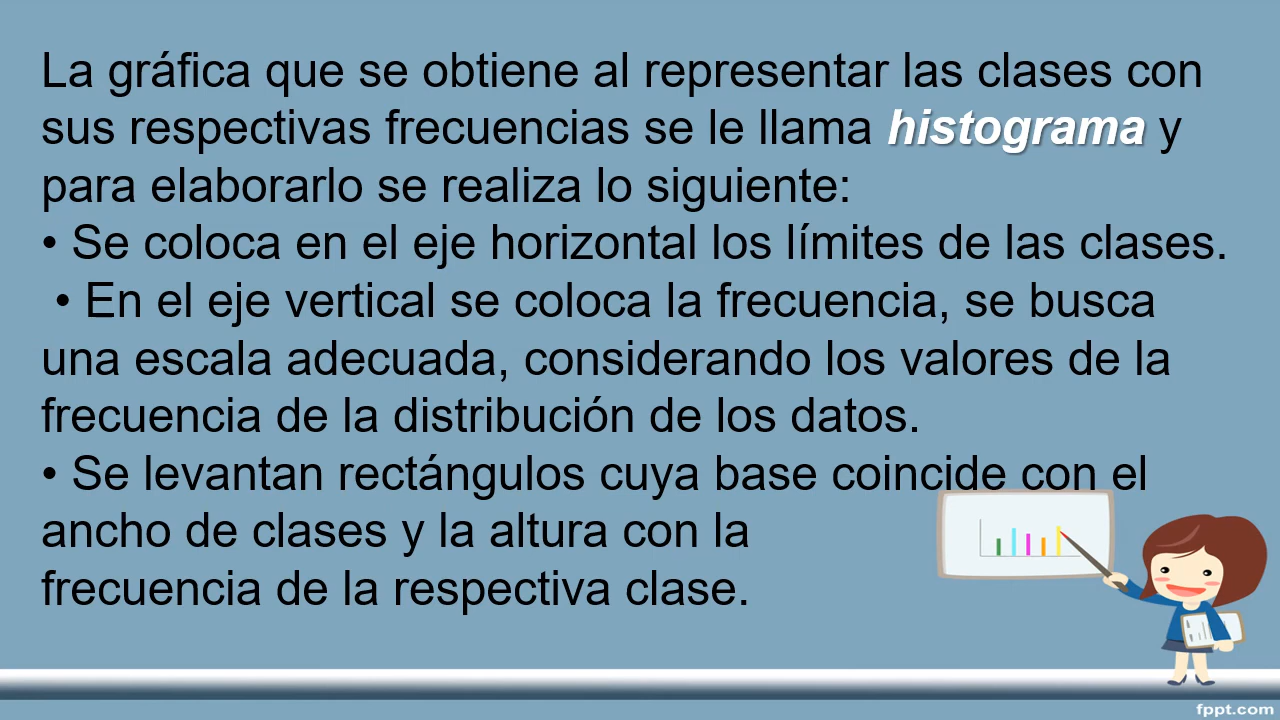 La gráfica que se obtiene al representar las clases con
sus respectivas frecuencias se le llama histograma y
para elaborarlo se realiza lo siguiente:
• Se coloca en el eje horizontal los límites de las clases.
• En el eje vertical se coloca la frecuencia, se busca
una escala adecuada, considerando los valores de la
frecuencia de la distribución de los datos.
• Se levantan rectángulos cuya base coincide con el
ancho de clases y la altura con la
frecuencia de la respectiva clase.
fppt.com